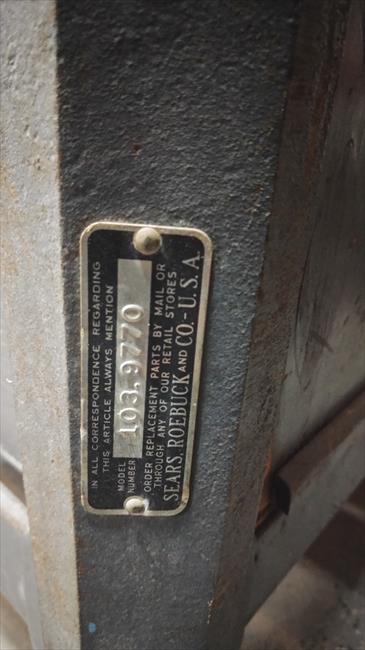 IN ALL CORRESPONDENCE REGARDING
THIS ARTICLE ALWAYS MENTION
MODEL NUMBER 103.9770
ORDER REPLACEMENT PARTS BY MAIL OR
THROUGH ANY OF OUR RETAIL STORES
SEARS, ROEBUCK AND CO.-U.S.A.